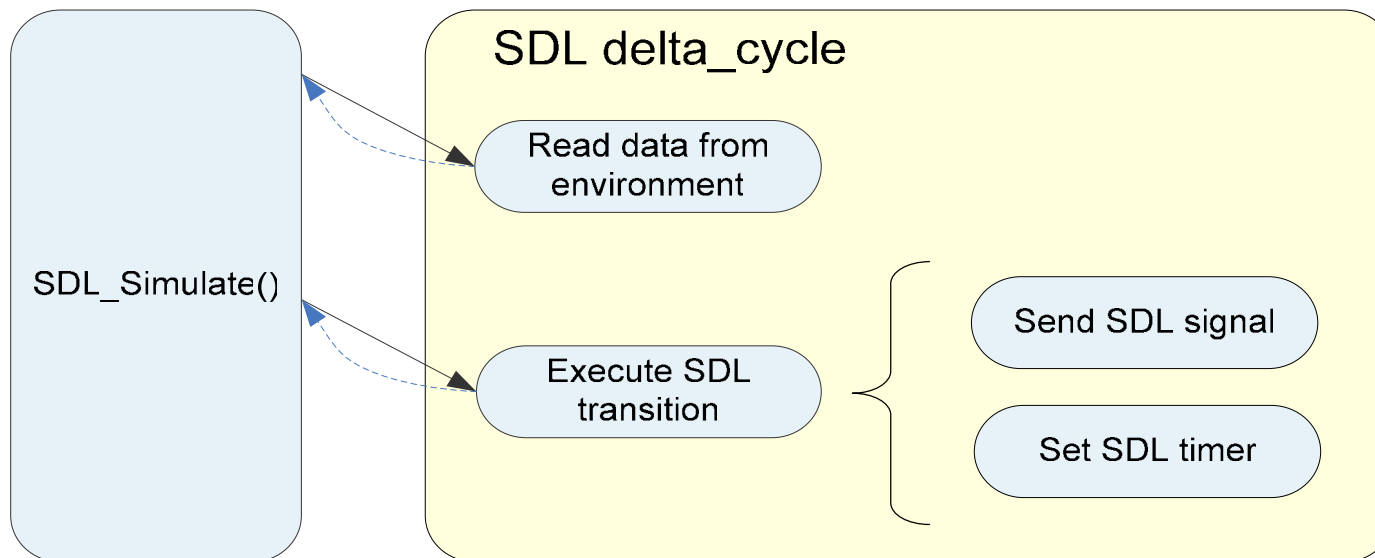 SDL delta_cycle
Read data from
environment
SDL_Simulate()
Execute SDL
transition
Send SDL signal
Set SDL timer